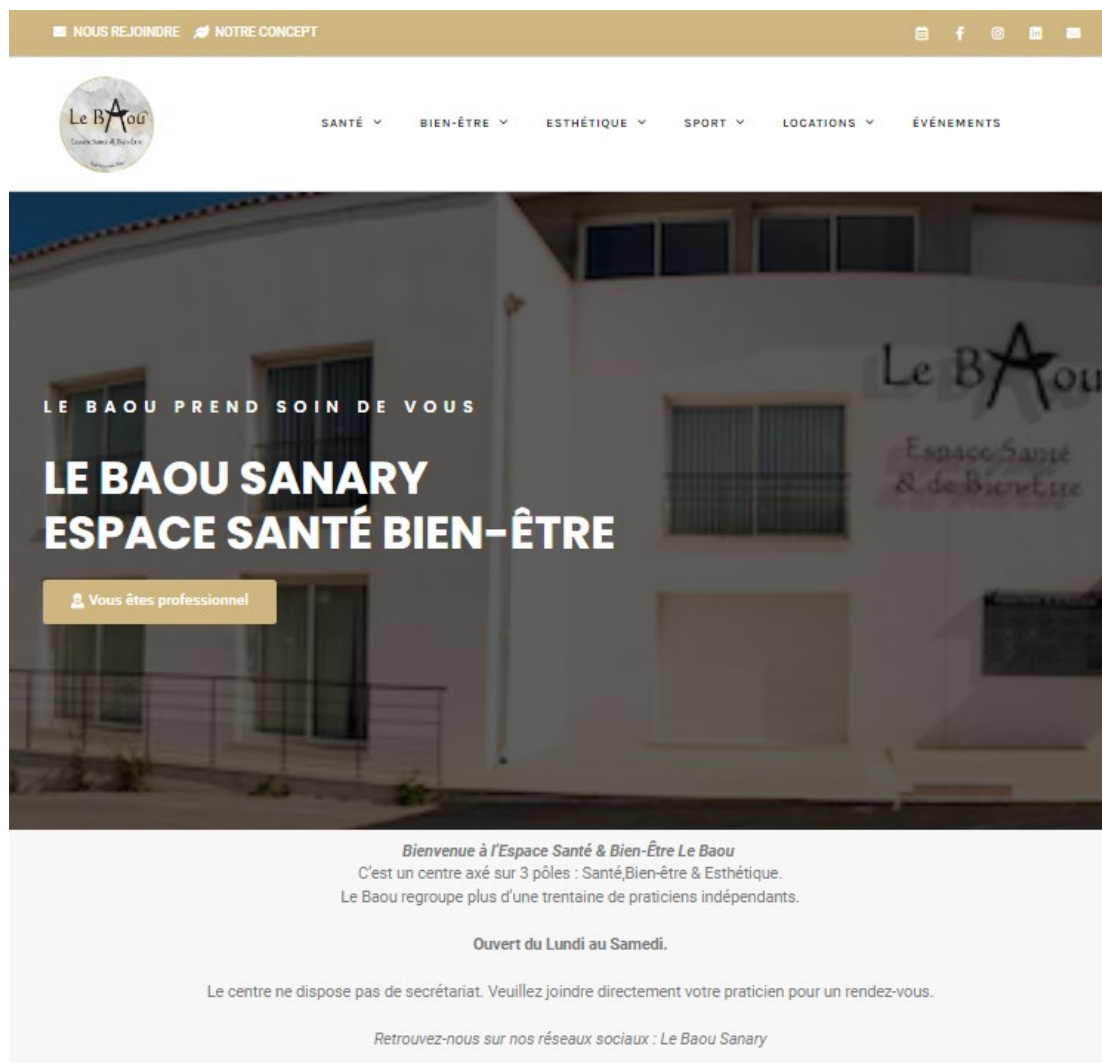 NOUS REJOINDRE NOTRE CONCEPT
Le BAou
SANTÉ BIEN-ÊTRE ESTHÉTIQUE SPORT LOCATIONS ÉVÉNEMENTS
Le BAou
Espace Santé
& de Bien-Etre
LE BAOU PREND SOIN DE VOUS
LE BAOU SANARY
ESPACE SANTÉ BIEN-ÊTRE
Vous êtes professionnel
Bienvenue à l'Espace Santé & Bien-Être Le Baou
C'est un centre axé sur 3 pôles : Santé,Bien-être & Esthétique.
Le Baou regroupe plus d'une trentaine de praticiens indépendants.
Ouvert du Lundi au Samedi.
Le centre ne dispose pas de secrétariat. Veuillez joindre directement votre praticien pour un rendez-vous.
Retrouvez-nous sur nos réseaux sociaux : Le Baou Sanary